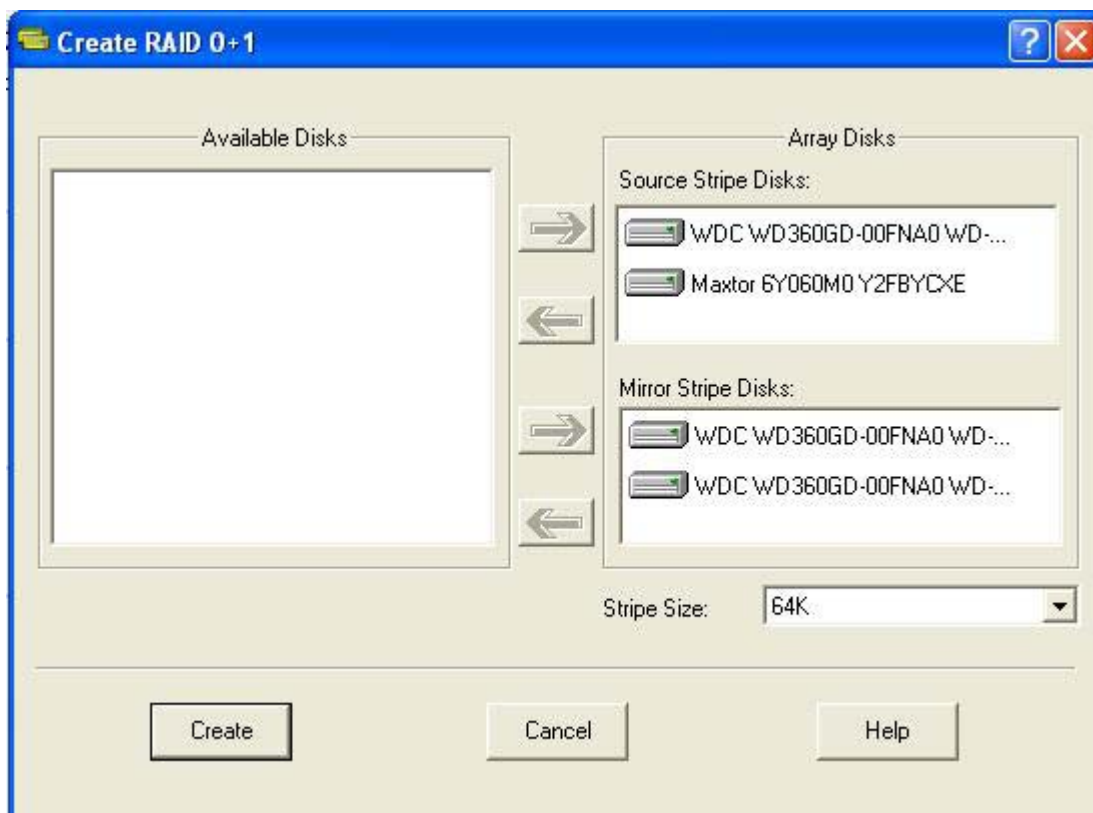 Create RAID 0+1
Available Disks
Array Disks
Source Stripe Disks:
WDC WD360GD-00FNA0 WD-...
Maxtor 6Y060M0 Y2FBYCXE
Mirror Stripe Disks:
WDC WD360GD-00FNA0 WD-...
WDC WD360GD-00FNA0 WD-...
Stripe Size:
64K
Create
Cancel
Help